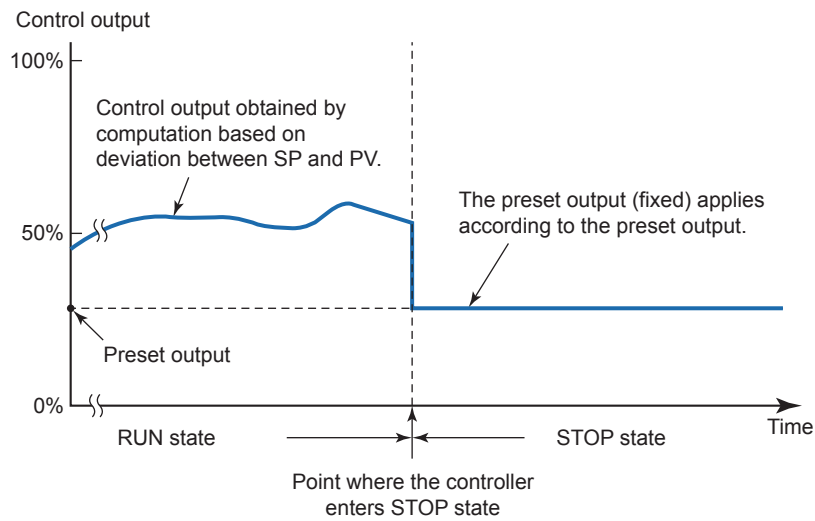 Control output
100%
Control output obtained by
computation based on
deviation between SP and PV.
The preset output (fixed) applies
according to the preset output.
50%
Preset output
0%
Time
RUN state
STOP state
Point where the controller
enters STOP state